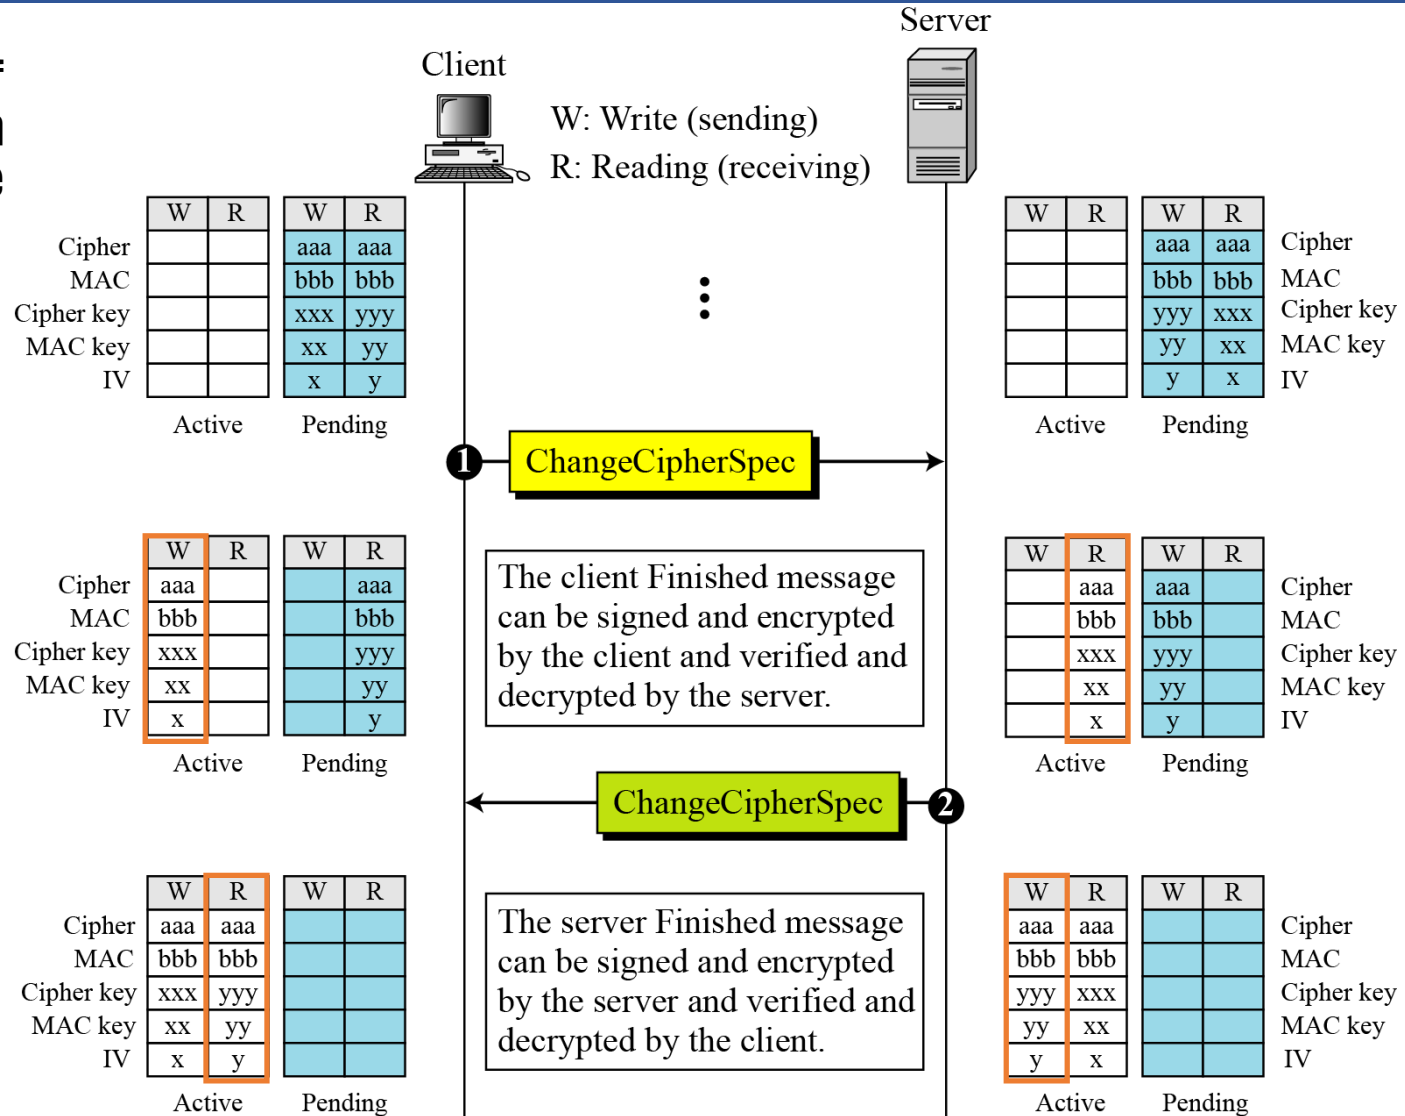 Server
Client
W: Write (sending)
R: Reading (receiving)
W R W R
Cipher aaa aaa
MAC bbb bbb
Cipher key xxx yyy
MAC key xx yy
IV x y
Active Pending
W R W R
aaa aaa Cipher
bbb bbb MAC
yyy xxx Cipher key
yy xx MAC key
y x IV
Active Pending
1 ChangeCipherSpec
W R W R
Cipher aaa aaa
MAC bbb bbb
Cipher key xxx yyy
MAC key xx yy
IV x y
Active Pending
The client Finished message
can be signed and encrypted
by the client and verified and
decrypted by the server.
W R W R
aaa aaa Cipher
bbb bbb MAC
xxx yyy Cipher key
xx yy MAC key
x y IV
Active Pending
ChangeCipherSpec 2
W R W R
Cipher aaa aaa
MAC bbb bbb
Cipher key xxx yyy
MAC key xx yy
IV x y
Active Pending
The server Finished message
can be signed and encrypted
by the server and verified and
decrypted by the client.
W R W R
aaa aaa Cipher
bbb bbb MAC
yyy xxx Cipher key
yy xx MAC key
y x IV
Active Pending